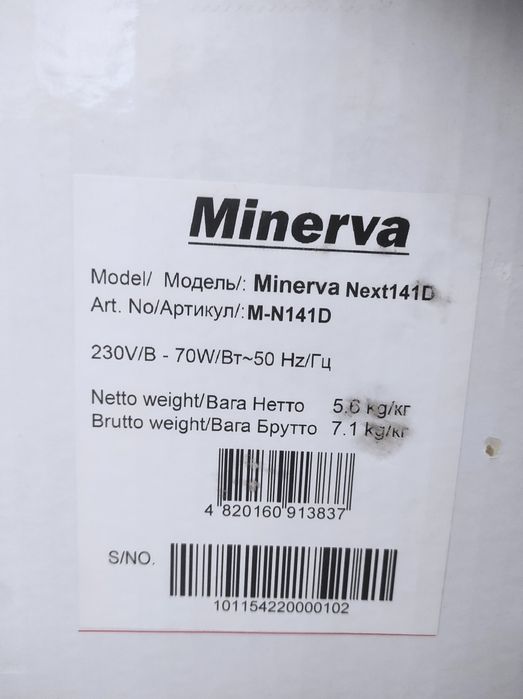 Minerva
Model/ Модель/: Minerva Next141D
Art. No/Артикул/: M-N141D
230V/В - 70W/Вт~50 Hz/Гц
Netto weight/Вага Нетто 5.6 kg/кг
Brutto weight/Вага Брутто 7.1 kg/кг
4 820160 913837
S/NO.
101154220000102